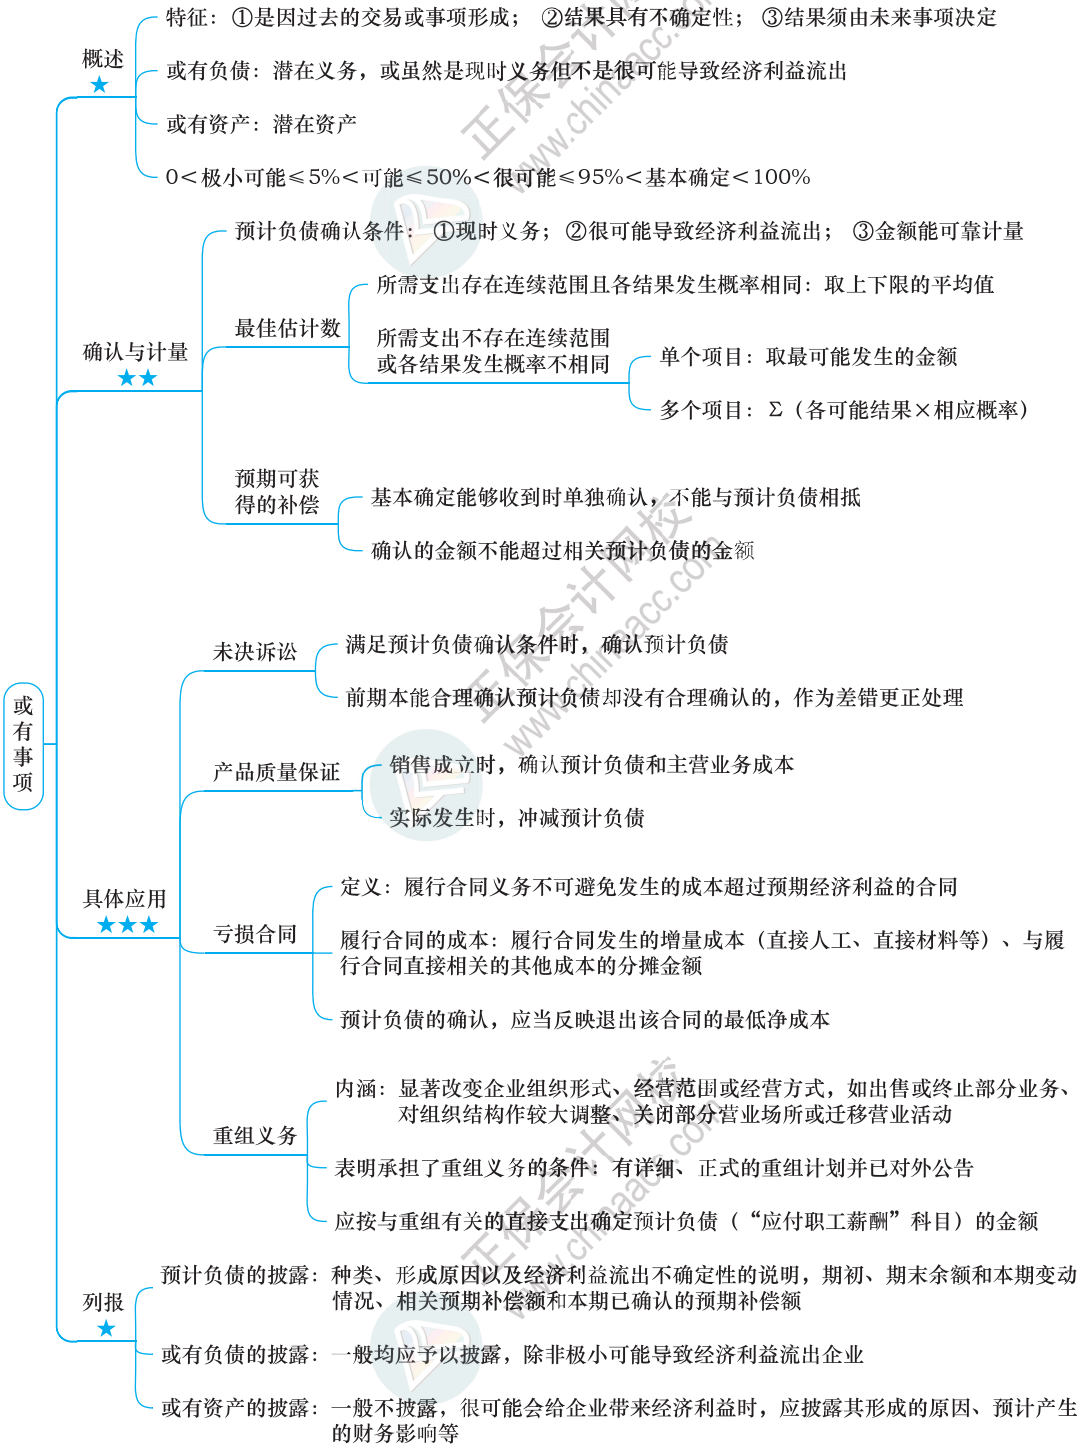 特征：①是因过去的交易或事项形成；②结果具有不确定性；③结果须由未来事项决定
概述
★
或有负债：潜在义务，或虽然是现时义务但不是很可能导致经济利益流出
或有资产：潜在资产
0＜极小可能≤5%＜可能≤50%＜很可能≤95%＜基本确定＜100%
预计负债确认条件：①现时义务；②很可能导致经济利益流出；③金额能可靠计量
所需支出存在连续范围且各结果发生概率相同：取上下限的平均值
最佳估计数
所需支出不存在连续范围
或各结果发生概率不相同
确认与计量
★★
单个项目：取最可能发生的金额
多个项目：Σ（各可能结果×相应概率）
预期可获
得的补偿
基本确定能够收到时单独确认，不能与预计负债相抵
确认的金额不能超过相关预计负债的金额
未决诉讼
满足预计负债确认条件时，确认预计负债
前期本能合理确认预计负债却没有合理确认的，作为差错更正处理
或
有
事
项
产品质量保证
销售成立时，确认预计负债和主营业务成本
实际发生时，冲减预计负债
具体应用
★★★
定义：履行合同义务不可避免发生的成本超过预期经济利益的合同
亏损合同
履行合同的成本：履行合同发生的增量成本（直接人工、直接材料等）、与履
行合同直接相关的其他成本的分摊金额
预计负债的确认，应当反映退出该合同的最低净成本
内涵：显著改变企业组织形式、经营范围或经营方式，如出售或终止部分业务、
对组织结构作较大调整、关闭部分营业场所或迁移营业活动
重组义务
表明承担了重组义务的条件：有详细、正式的重组计划并已对外公告
应按与重组有关的直接支出确定预计负债（“应付职工薪酬”科目）的金额
预计负债的披露：种类、形成原因以及经济利益流出不确定性的说明，期初、期末余额和本期变动
情况、相关预期补偿额和本期已确认的预期补偿额
列报
★
或有负债的披露：一般均应予以披露，除非极小可能导致经济利益流出企业
或有资产的披露：一般不披露，很可能会给企业带来经济利益时，应披露其形成的原因、预计产生
的财务影响等
正保会计网校
www.chinaacc.com
正保会计网校
www.chinaacc.com
正保会计网校
www.chinaacc.com